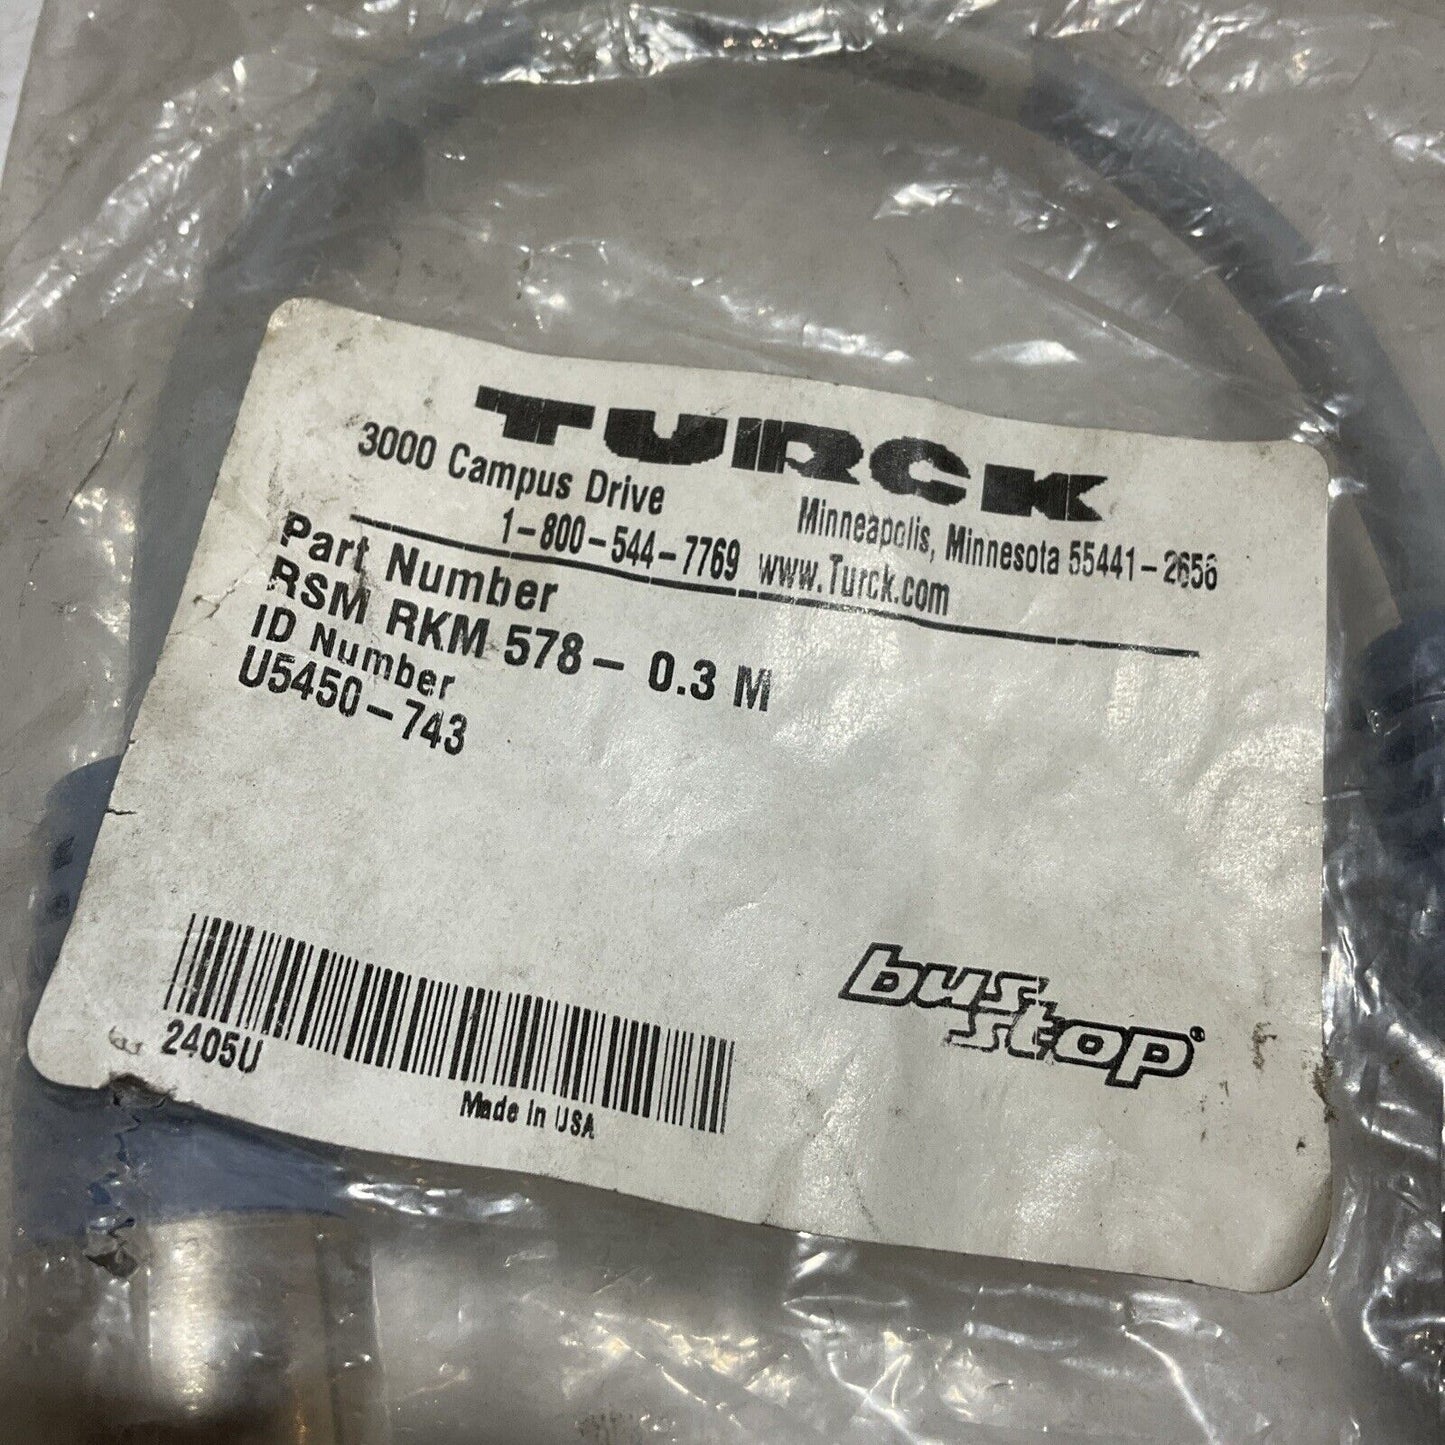 TURCK
3000 Campus Drive Minneapolis, Minnesota 55441-2656
1-800-544-7769 www.Turck.com
Part Number
RSM RKM 578- 0.3 M
ID Number
U5450-743
bus
stop®
2405U
Made in USA